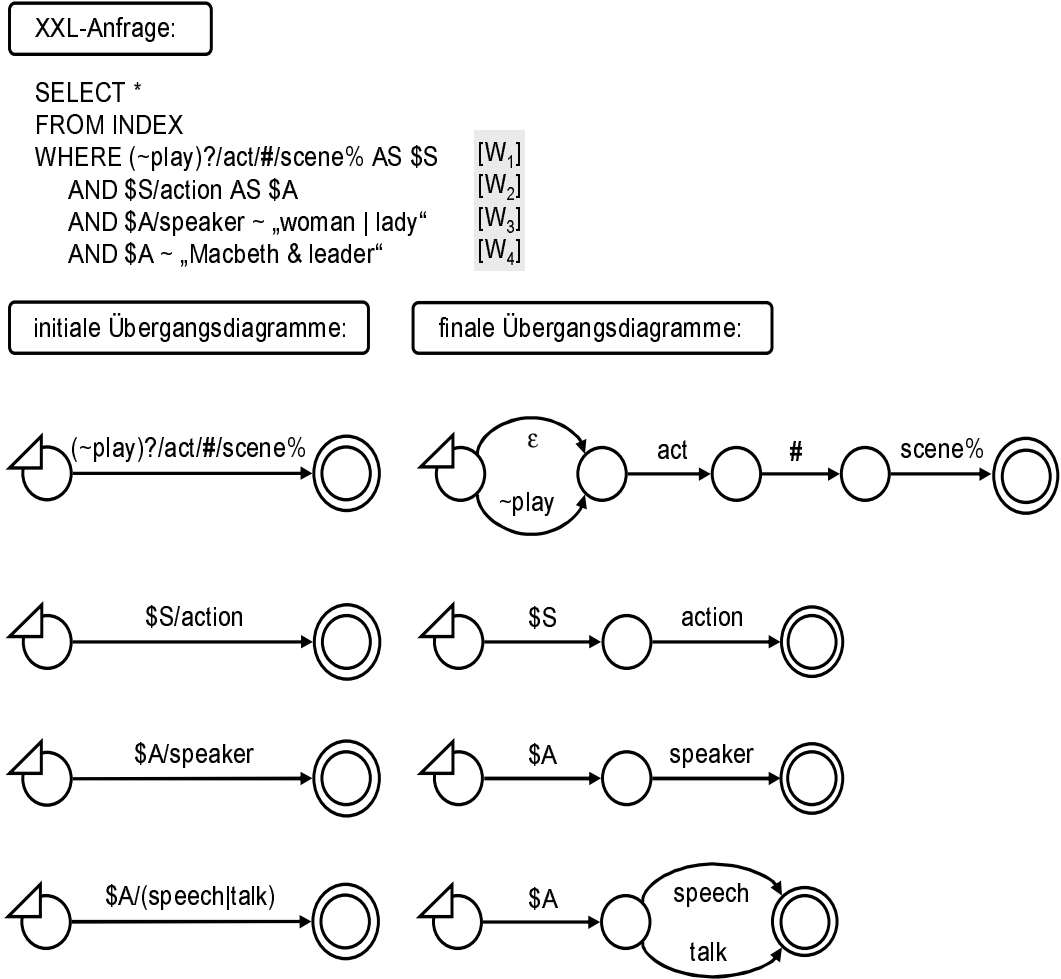 XXL-Anfrage:
SELECT *
FROM INDEX
WHERE (~play)?/act/#/scene% AS $S [W1]
AND $S/action AS $A [W2]
AND $A/speaker ~ „woman | lady“ [W3]
AND $A ~ „Macbeth & leader“ [W4]
initiale Übergangsdiagramme: finale Übergangsdiagramme:
(~play)?/act/#/scene% ε ~play act # scene%
$S/action $S action
$A/speaker $A speaker
$A/(speech|talk) $A speech talk